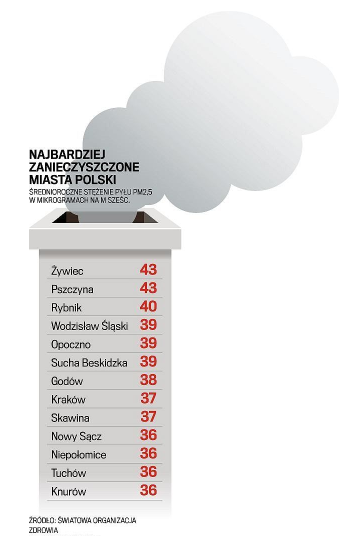 NAJBARDZIEJ
ZANIECZYSZCZONE
MIASTA POLSKI
ŚREDNIOROCZNE STĘŻENIE PYŁU PM2,5
W MIKROGRAMACH NA M SZEŚC.
Żywiec 43
Pszczyna 43
Rybnik 40
Wodzisław Śląski 39
Opoczno 39
Sucha Beskidzka 39
Godów 38
Kraków 37
Skawina 37
Nowy Sącz 36
Niepołomice 36
Tuchów 36
Knurów 36
ŹRÓDŁO: ŚWIATOWA ORGANIZACJA
ZDROWIA